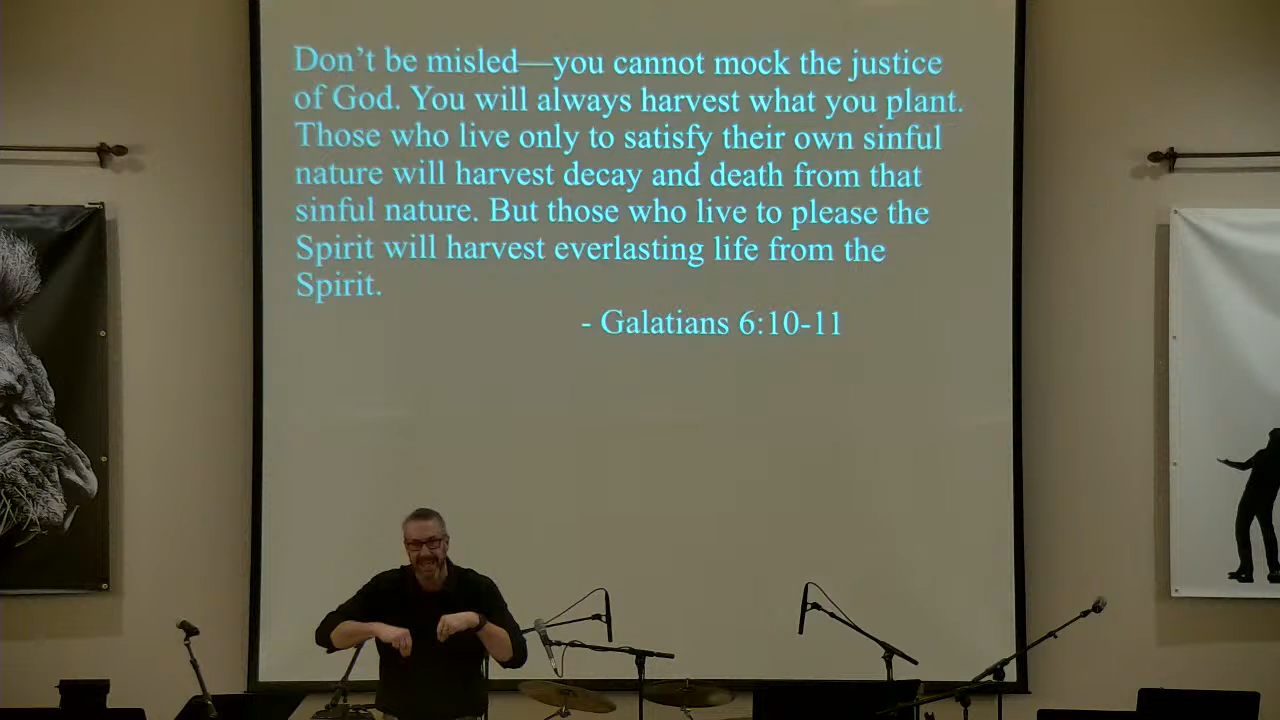 Don’t be misled—you cannot mock the justice
of God. You will always harvest what you plant.
Those who live only to satisfy their own sinful
nature will harvest decay and death from that
sinful nature. But those who live to please the
Spirit will harvest everlasting life from the
Spirit.
- Galatians 6:10-11